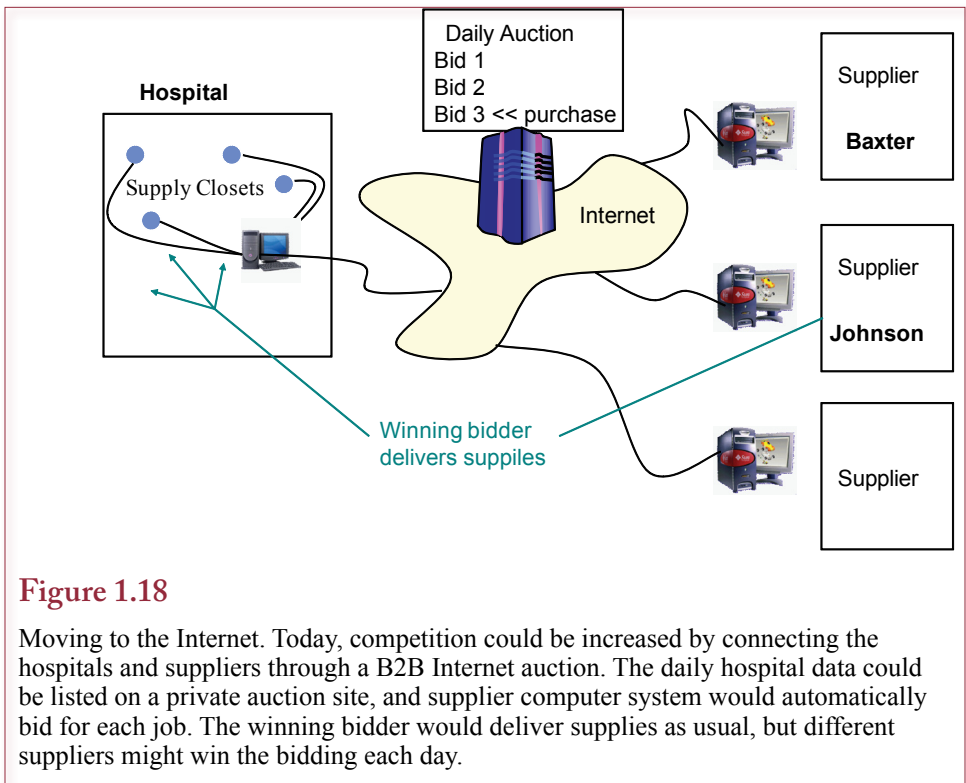 Daily Auction
Bid 1
Bid 2
Bid 3 << purchase
Hospital
Supply Closets
Internet
Supplier
Baxter
Supplier
Johnson
Supplier
Winning bidder
delivers suppiles
Figure 1.18
Moving to the Internet. Today, competition could be increased by connecting the
hospitals and suppliers through a B2B Internet auction. The daily hospital data could
be listed on a private auction site, and supplier computer system would automatically
bid for each job. The winning bidder would deliver supplies as usual, but different
suppliers might win the bidding each day.